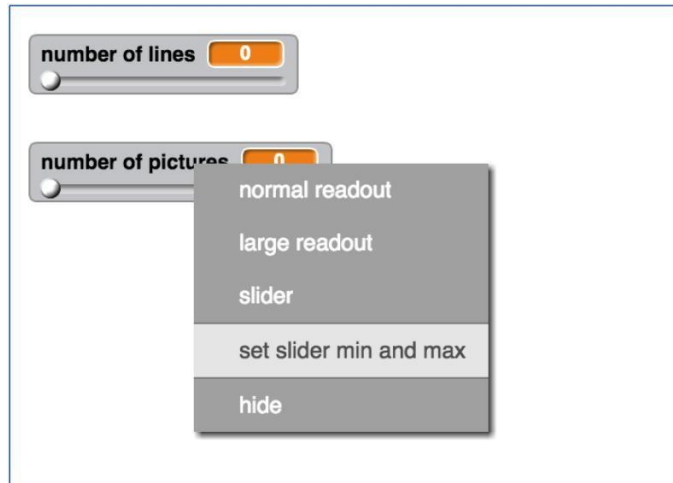 number of lines 0
number of pictures 0
normal readout
large readout
slider
set slider min and max
hide